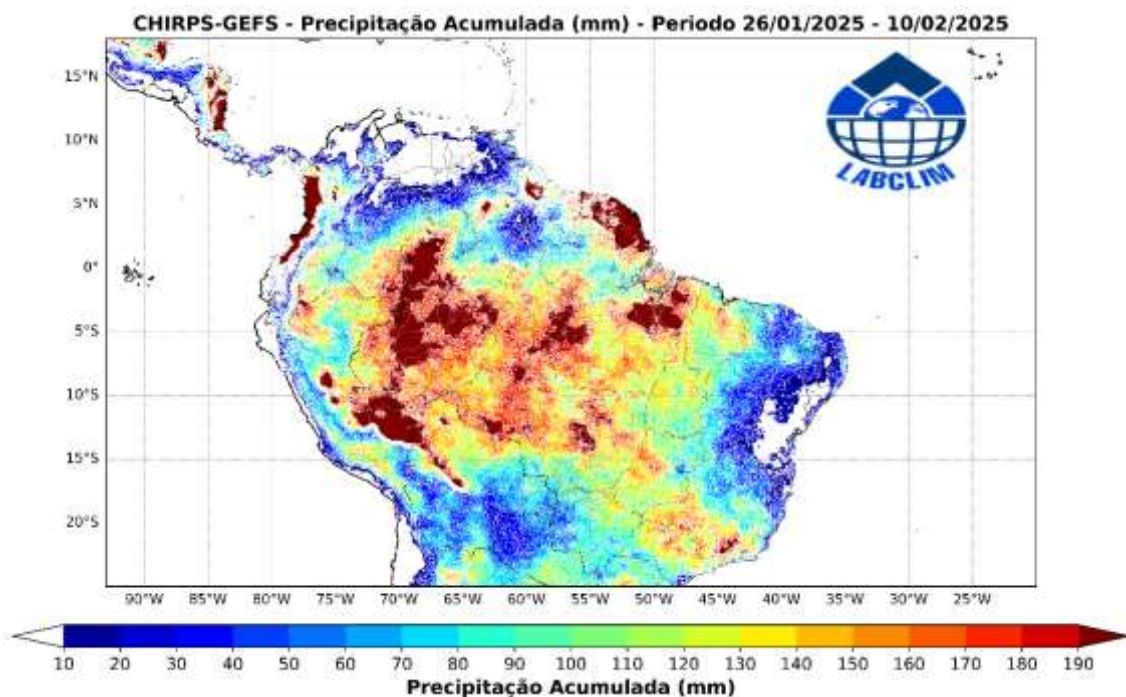 CHIRPS-GEFS - Precipitação Acumulada (mm) - Periodo 26/01/2025 - 10/02/2025
15°N
10°N
5°N
0°
5°S
10°S
15°S
20°S
LABCLIM
90°W 85°W 80°W 75°W 70°W 65°W 60°W 55°W 50°W 45°W 40°W 35°W 30°W 25°W
10 20 30 40 50 60 70 80 90 100 110 120 130 140 150 160 170 180 190
Precipitação Acumulada (mm)